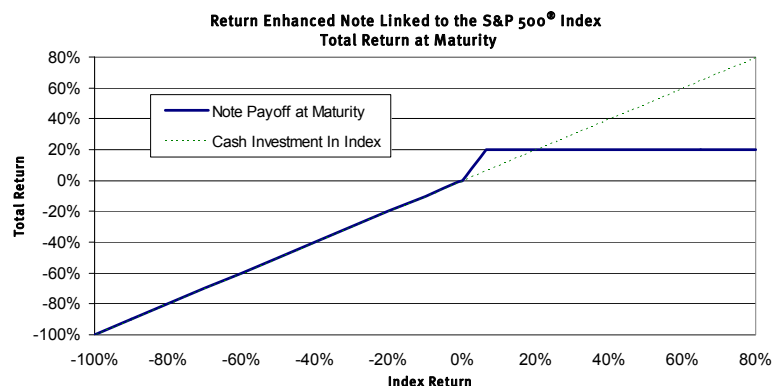 Return Enhanced Note Linked to the S&P 500® Index
Total Return at Maturity
80%
60%
40%
20%
0%
-20%
-40%
-60%
-80%
-100%
Total Return
Note Payoff at Maturity
Cash Investment In Index
-100% -80% -60% -40% -20% 0% 20% 40% 60% 80%
Index Return